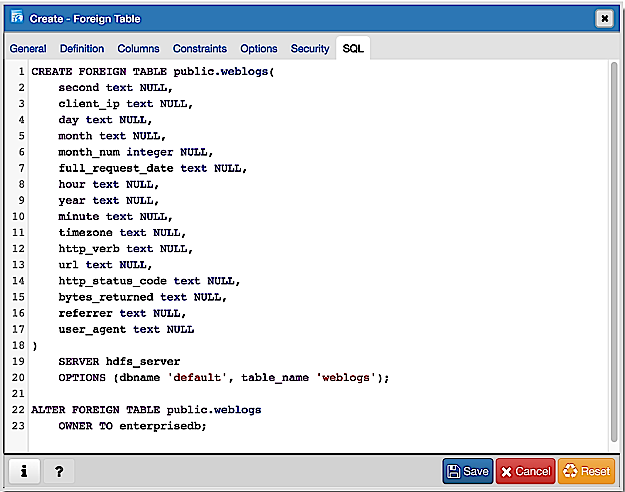 Create - Foreign Table
General Definition Columns Constraints Options Security SQL
1 CREATE FOREIGN TABLE public.weblogs(
2 second text NULL,
3 client_ip text NULL,
4 day text NULL,
5 month text NULL,
6 month_num integer NULL,
7 full_request_date text NULL,
8 hour text NULL,
9 year text NULL,
10 minute text NULL,
11 timezone text NULL,
12 http_verb text NULL,
13 url text NULL,
14 http_status_code text NULL,
15 bytes_returned text NULL,
16 referrer text NULL,
17 user_agent text NULL
18 )
19 SERVER hdfs_server
20 OPTIONS (dbname 'default', table_name 'weblogs');
21
22 ALTER FOREIGN TABLE public.weblogs
23 OWNER TO enterprisedb;
i ? Save Cancel Reset